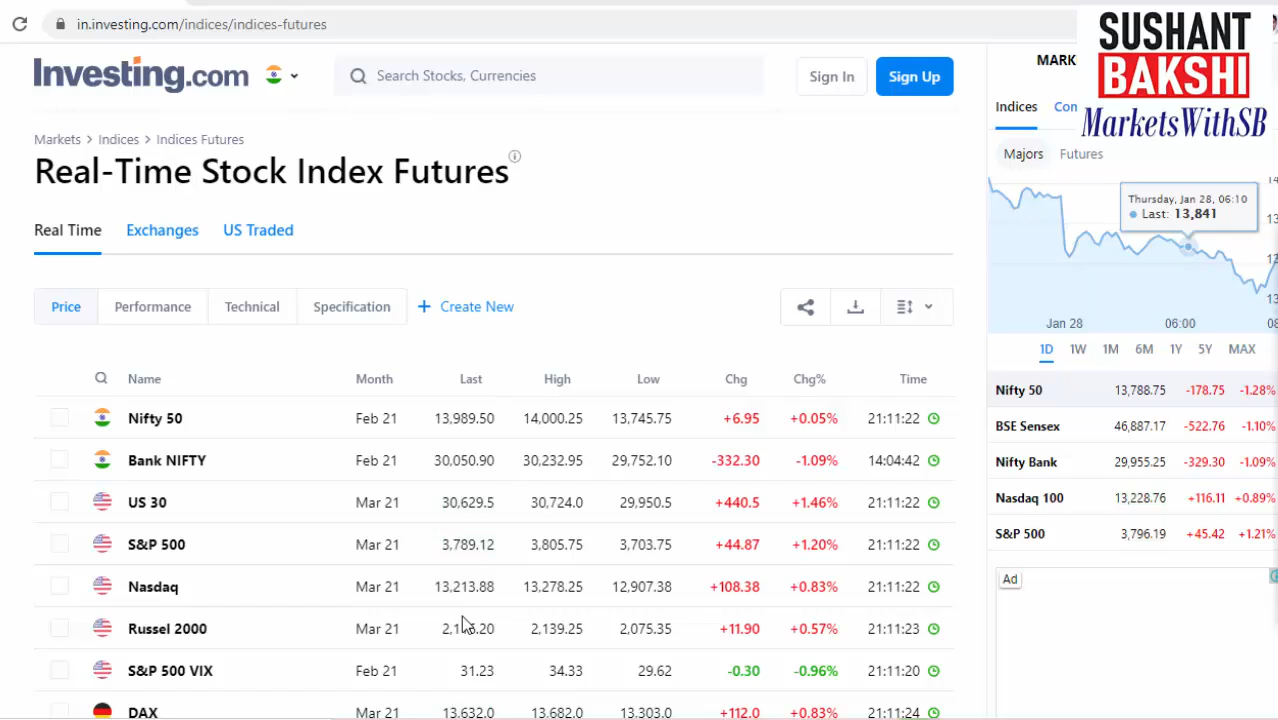 in.investing.com/indices/indices-futures
SUSHANT
BAKSHI
MarketsWithSB
Investing.com
Search Stocks, Currencies
Sign In
Sign Up
MARK
Indices
Com
Majors
Futures
Markets > Indices > Indices Futures
Real-Time Stock Index Futures
Real Time
Exchanges
US Traded
Thursday, Jan 28, 06:10
Last: 13,841
Jan 28
06:00
1D 1W 1M 6M 1Y 5Y MAX
Price
Performance
Technical
Specification
+ Create New
Name Month Last High Low Chg Chg% Time
Nifty 50 Feb 21 13,989.50 14,000.25 13,745.75 +6.95 +0.05% 21:11:22
Bank NIFTY Feb 21 30,050.90 30,232.95 29,752.10 -332.30 -1.09% 14:04:42
US 30 Mar 21 30,629.5 30,724.0 29,950.5 +440.5 +1.46% 21:11:22
S&P 500 Mar 21 3,789.12 3,805.75 3,703.75 +44.87 +1.20% 21:11:22
Nasdaq Mar 21 13,213.88 13,278.25 12,907.38 +108.38 +0.83% 21:11:22
Russel 2000 Mar 21 2,139.25 2,075.35 +11.90 +0.57% 21:11:23
S&P 500 VIX Feb 21 31.23 34.33 29.62 -0.30 -0.96% 21:11:20
DAX Mar 21 13,632.0 13,682.0 13,303.0 +112.0 +0.83% 21:11:24
Nifty 50 13,788.75 -178.75 -1.28%
BSE Sensex 46,887.17 -522.76 -1.10%
Nifty Bank 29,955.25 -329.30 -1.09%
Nasdaq 100 13,228.76 +116.11 +0.89%
S&P 500 3,796.19 +45.42 +1.21%
Ad